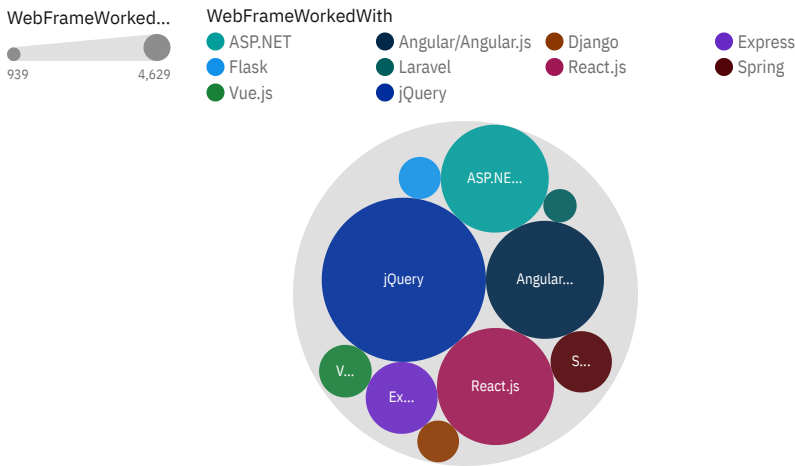 WebFrameWorked...
939
4,629
WebFrameWorkedWith
ASP.NET
Angular/Angular.js
Django
Express
Flask
Laravel
React.js
Spring
Vue.js
jQuery
ASP.NE...
jQuery
Angular...
V...
Ex...
React.js
S...